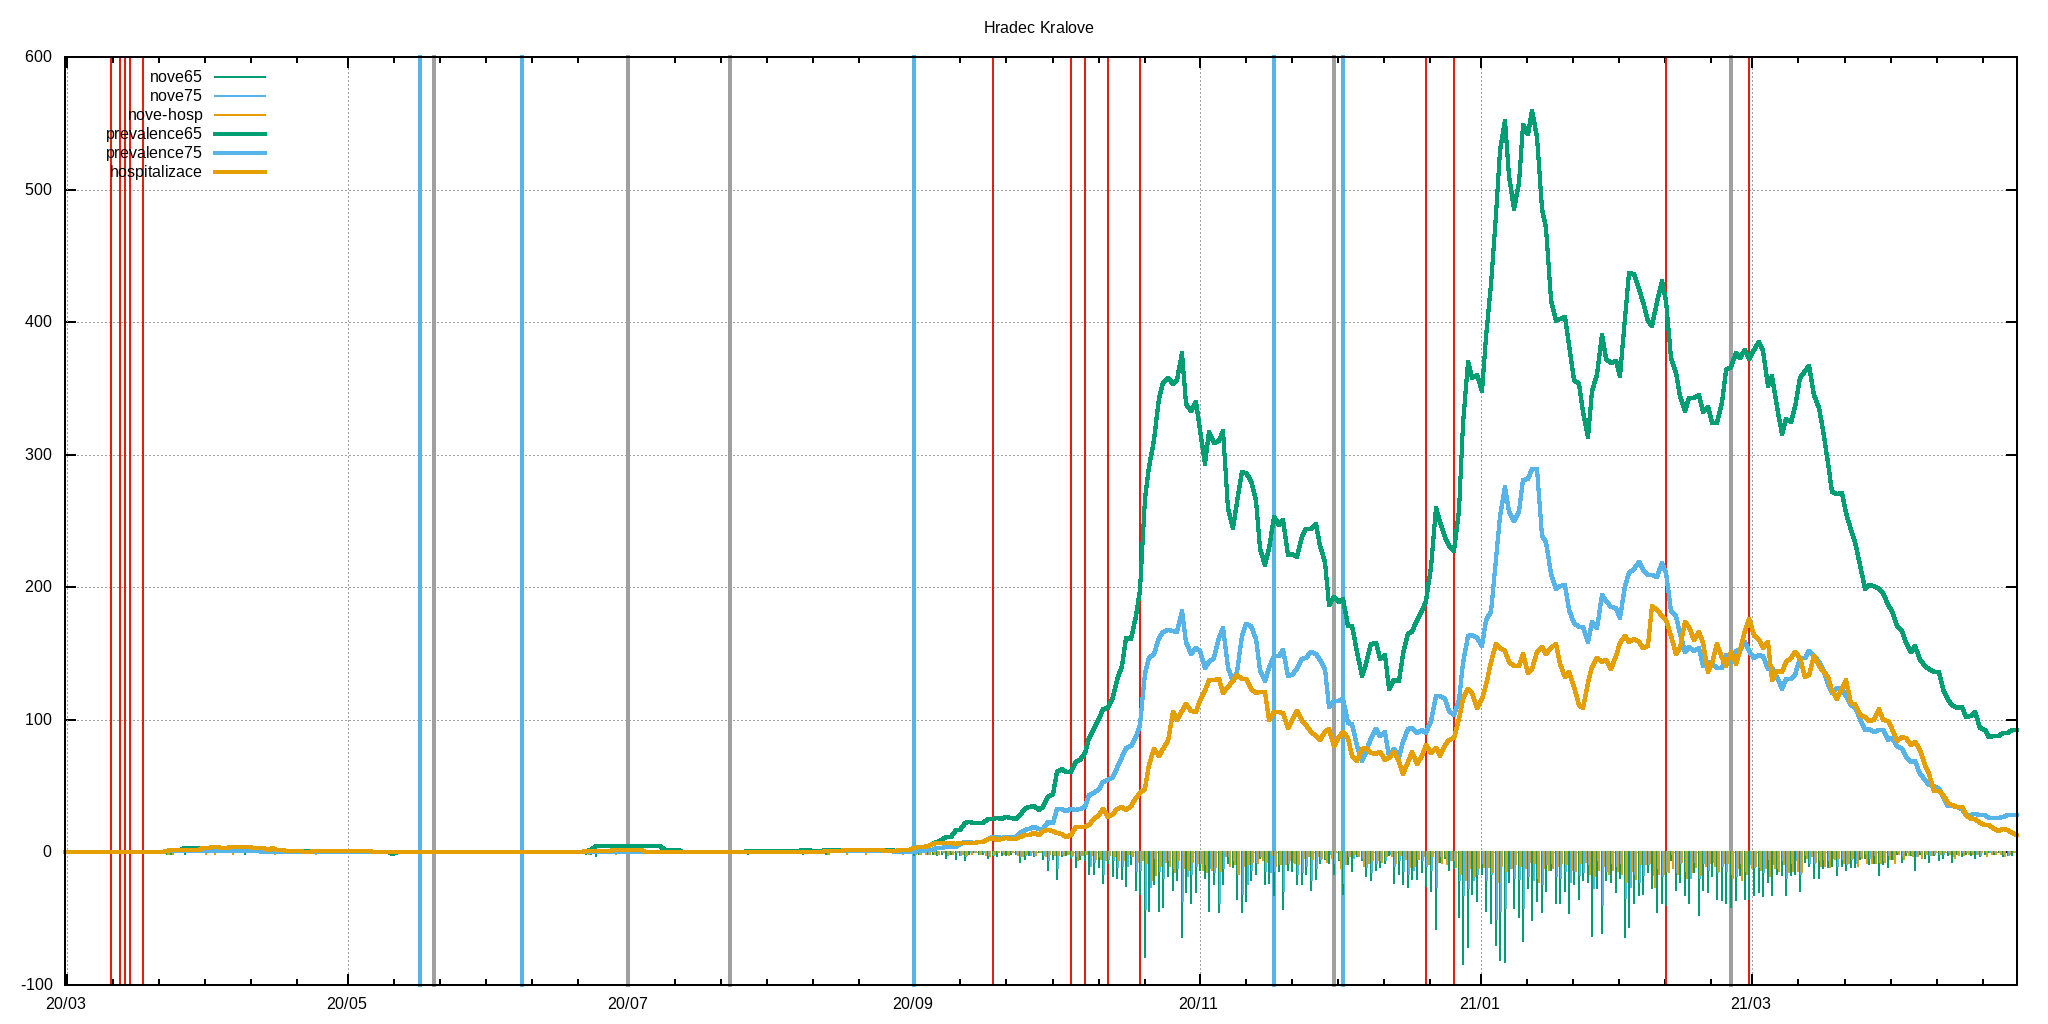 Hradec Kralove
600
nove65
nove75
nove-hosp
prevalence65
prevalence75
hospitalizace
500
400
300
200
100
0
-100
20/03 20/05 20/07 20/09 20/11 21/01 21/03